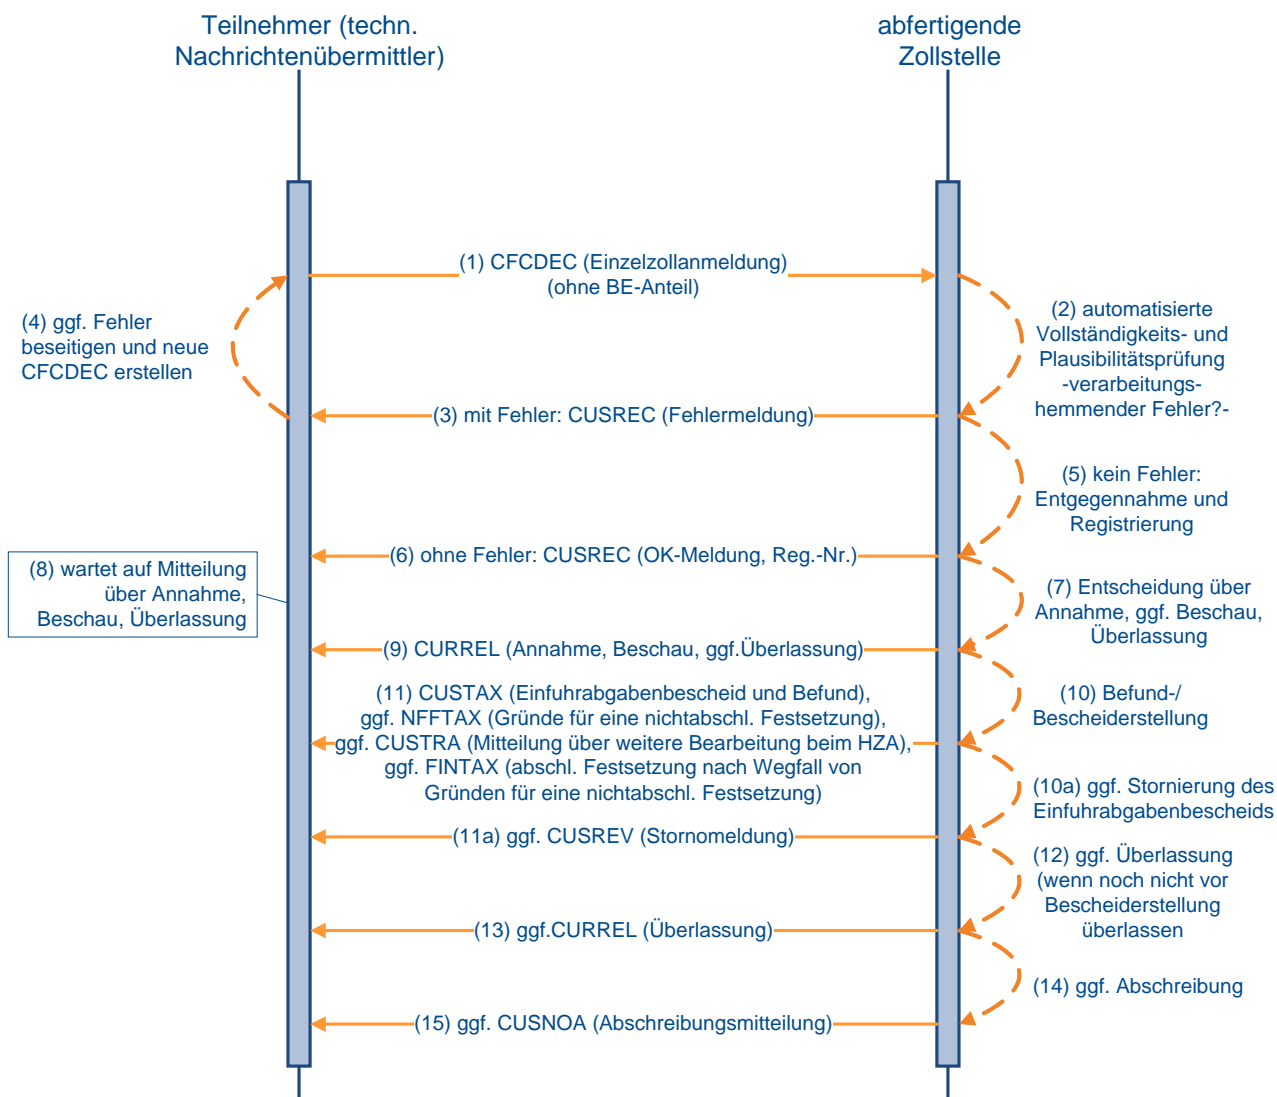 Teilnehmer (techn.
Nachrichtenübermittler)
abfertigende
Zollstelle
(1) CFCDEC (Einzelzollanmeldung)
(ohne BE-Anteil)
(2) automatisierte
Vollständigkeits- und
Plausibilitätsprüfung
-verarbeitungs-
hemmender Fehler?-
(4) ggf. Fehler
beseitigen und neue
CFCDEC erstellen
(3) mit Fehler: CUSREC (Fehlermeldung)
(5) kein Fehler:
Entgegennahme und
Registrierung
(6) ohne Fehler: CUSREC (OK-Meldung, Reg.-Nr.)
(8) wartet auf Mitteilung
über Annahme,
Beschau, Überlassung
(7) Entscheidung über
Annahme, ggf. Beschau,
Überlassung
(9) CURREL (Annahme, Beschau, ggf.Überlassung)
(10) Befund-/
Bescheiderstellung
(11) CUSTAX (Einfuhrabgabenbescheid und Befund),
ggf. NFFTAX (Gründe für eine nichtabschl. Festsetzung),
ggf. CUSTRA (Mitteilung über weitere Bearbeitung beim HZA),
ggf. FINTAX (abschl. Festsetzung nach Wegfall von
Gründen für eine nichtabschl. Festsetzung)
(10a) ggf. Stornierung des
Einfuhrabgabenbescheids
(11a) ggf. CUSREV (Stornomeldung)
(12) ggf. Überlassung
(wenn noch nicht vor
Bescheiderstellung
überlassen
(13) ggf.CURREL (Überlassung)
(14) ggf. Abschreibung
(15) ggf. CUSNOA (Abschreibungsmitteilung)